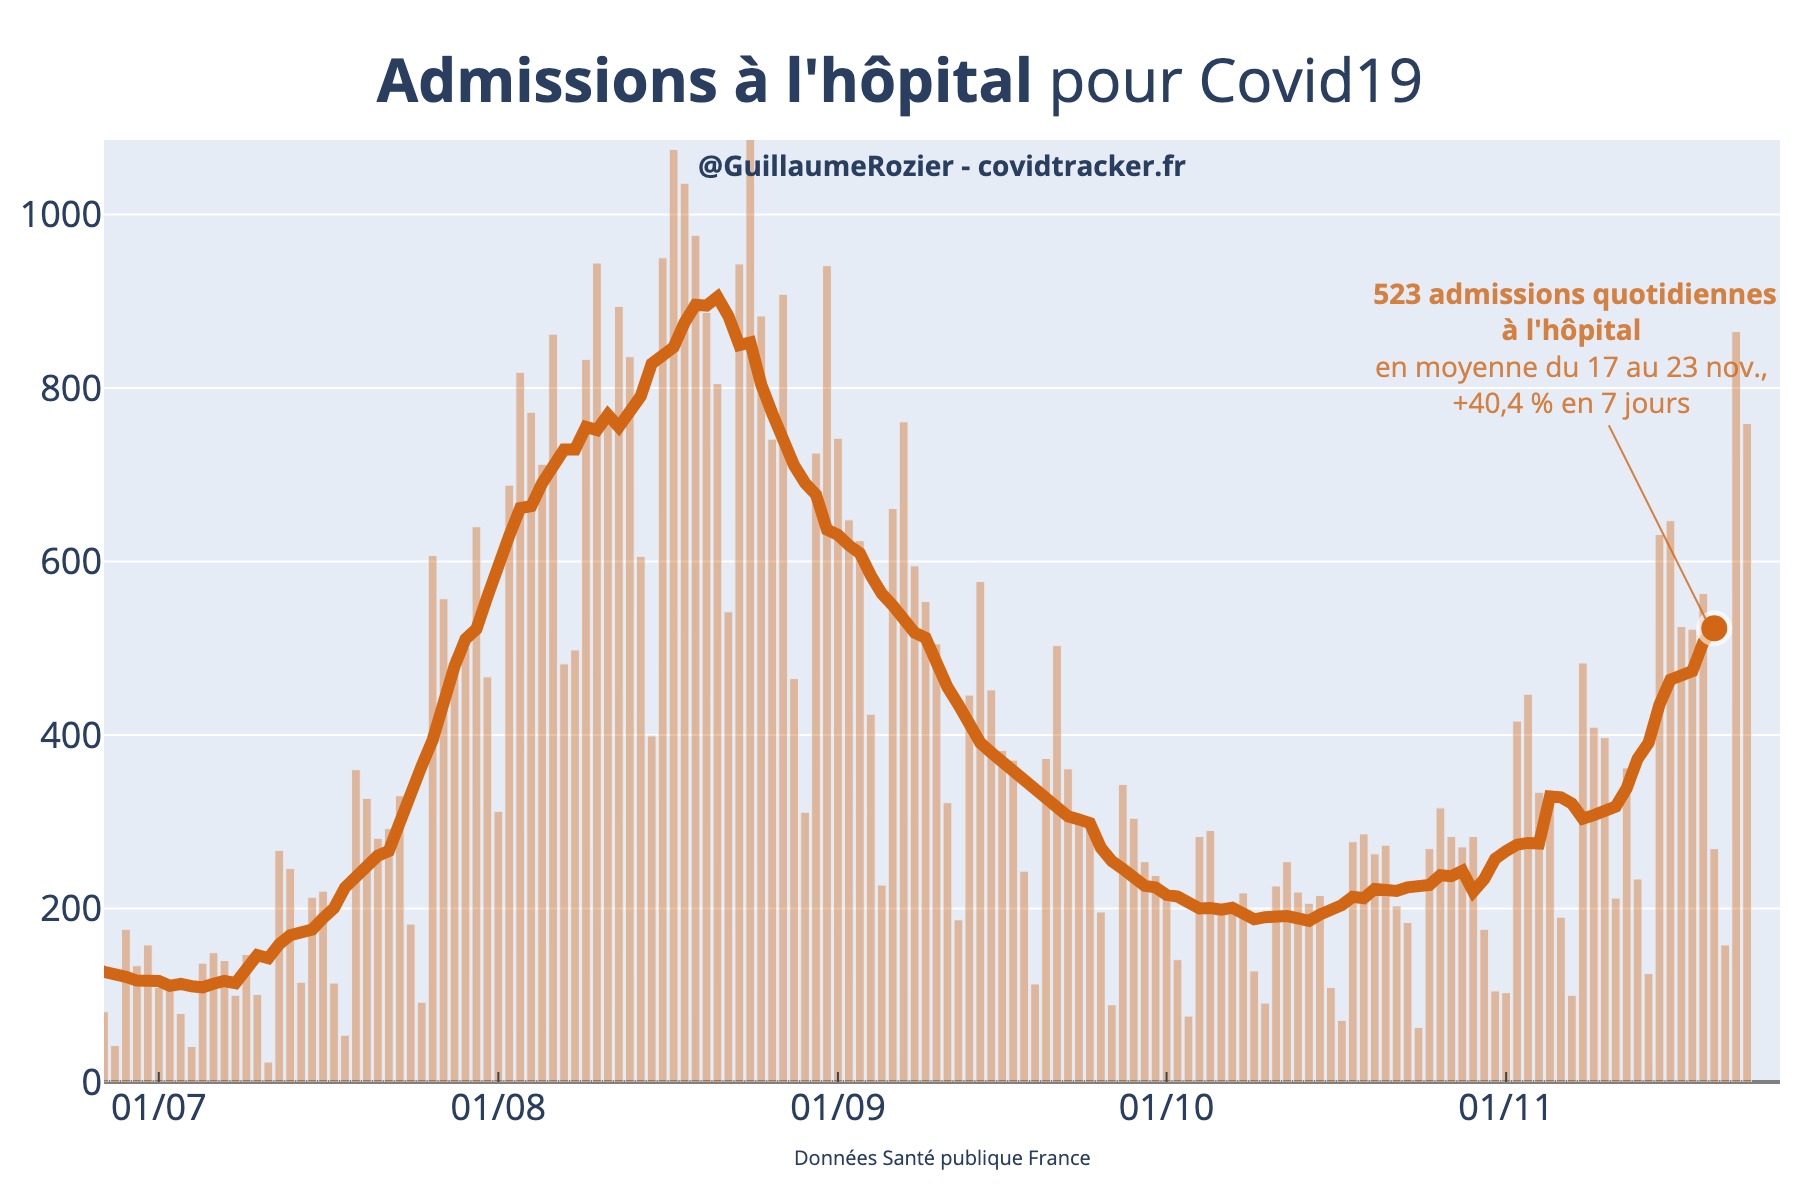 Admissions à l'hôpital pour Covid19
@GuillaumeRozier - covidtracker.fr
1000
800
600
400
200
0
523 admissions quotidiennes
à l'hôpital
en moyenne du 17 au 23 nov.,
+40,4 % en 7 jours
01/07
01/08
01/09
01/10
01/11
Données Santé publique France